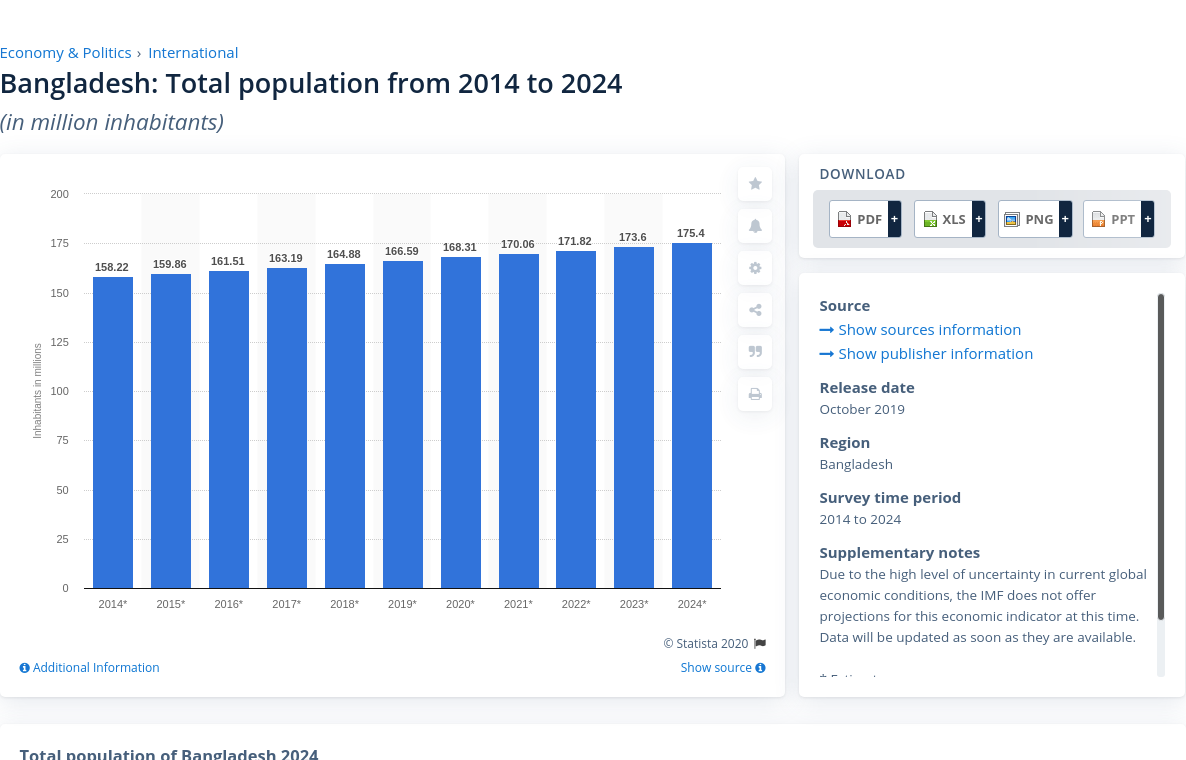 Economy & Politics › International
Bangladesh: Total population from 2014 to 2024
(in million inhabitants)
200
175
150
125
100
75
50
25
0
Inhabitants in millions
158.22
159.86
161.51
163.19
164.88
166.59
168.31
170.06
171.82
173.6
175.4
2014*
2015*
2016*
2017*
2018*
2019*
2020*
2021*
2022*
2023*
2024*
© Statista 2020
Additional Information
Show source
DOWNLOAD
PDF +
XLS +
PNG +
PPT +
Source
Show sources information
Show publisher information
Release date
October 2019
Region
Bangladesh
Survey time period
2014 to 2024
Supplementary notes
Due to the high level of uncertainty in current global
economic conditions, the IMF does not offer
projections for this economic indicator at this time.
Data will be updated as soon as they are available.
Total population of Bangladesh 2024